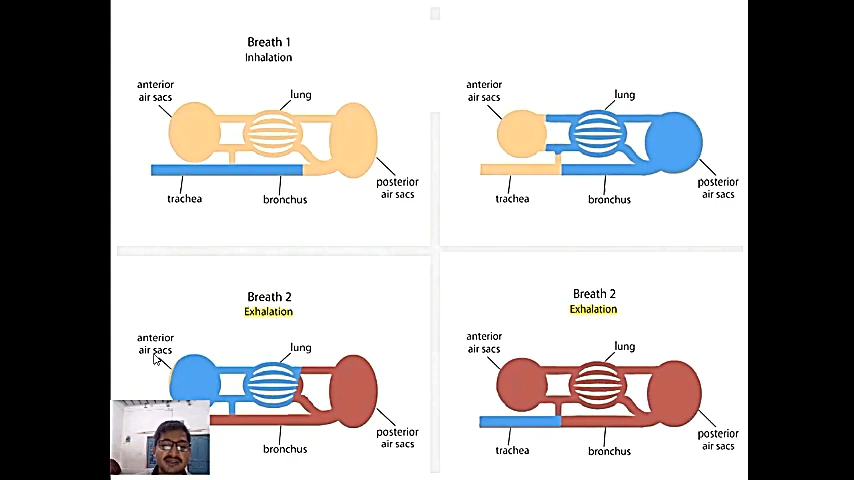 Breath 1
Inhalation
anterior
air sacs
lung
trachea
bronchus
posterior
air sacs
anterior
air sacs
lung
trachea
bronchus
posterior
air sacs
Breath 2
Exhalation
anterior
air sacs
lung
bronchus
posterior
air sacs
Breath 2
Exhalation
anterior
air sacs
lung
trachea
bronchus
posterior
air sacs